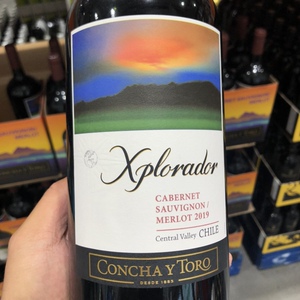 Xplorador
CABERNET
SAUVIGNON/
MERLOT 2019
Central Valley CHILE
CONCHA Y TORO
DESDE 1883